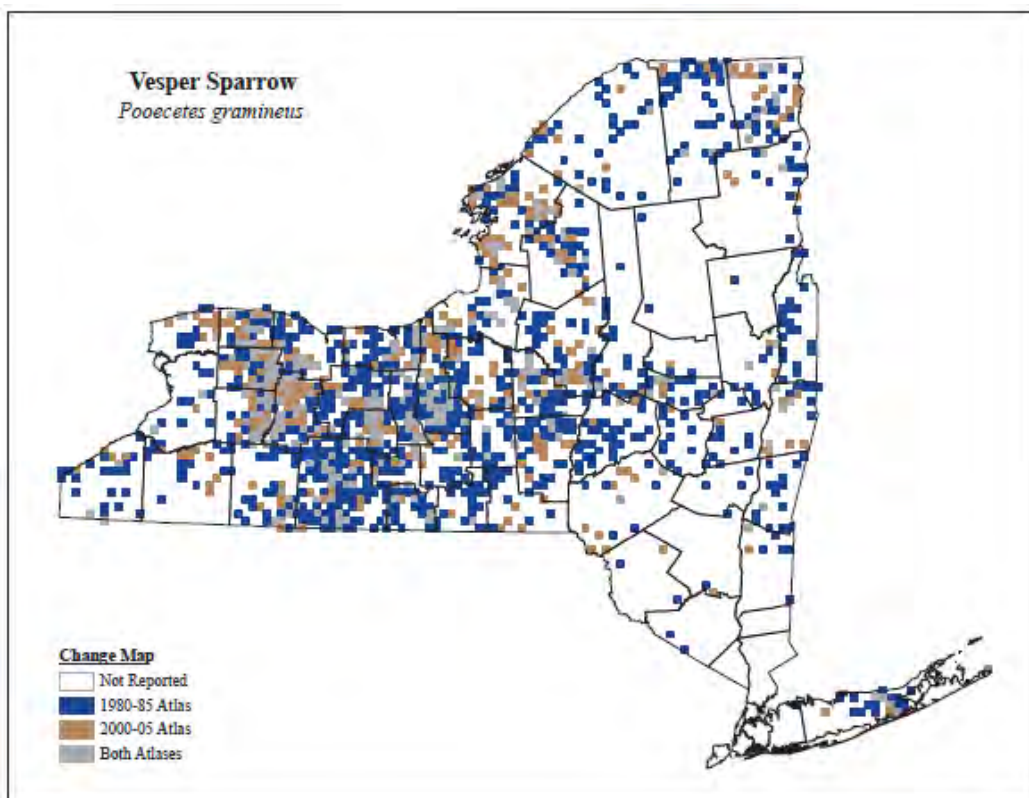 Vesper Sparrow
Pooecetes gramineus
Change Map
Not Reported
1980-85 Atlas
2000-05 Atlas
Both Atlases